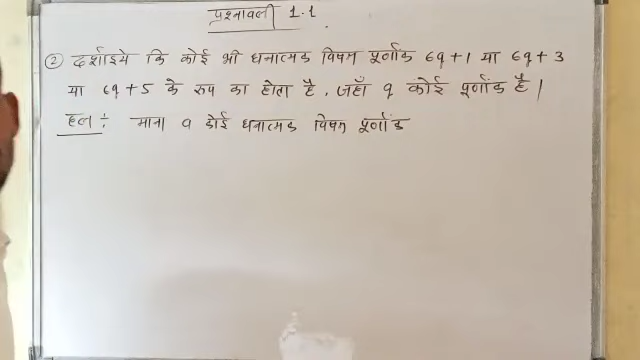 प्रश्नावली 1.1
② दर्शाइये कि कोई भी धनात्मक विषम पूर्णांक 6q+1 या 6q+3
या 6q+5 के रूप का होता है, जहाँ q कोई पूर्णांक है।
हल ÷ माना a कोई धनात्मक विषम पूर्णांक